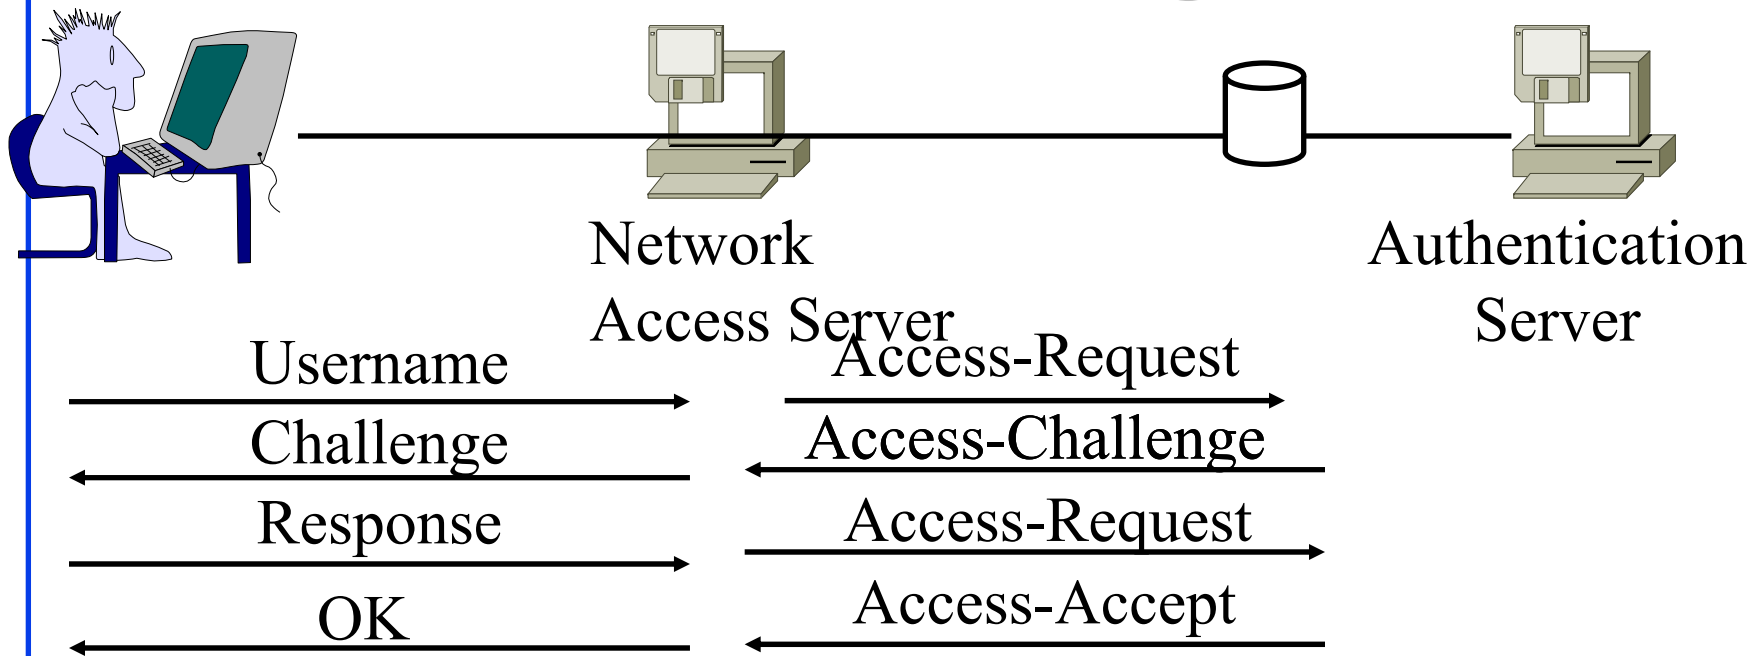 Network
Access Server
Authentication
Server
Username
Access-Request
Challenge
Access-Challenge
Response
Access-Request
OK
Access-Accept